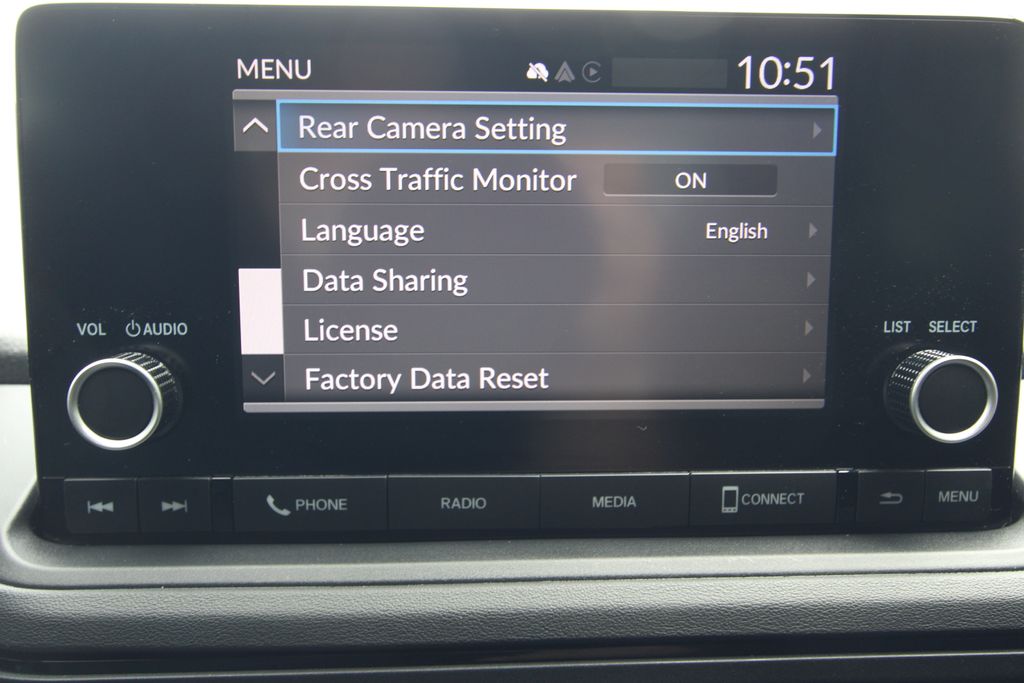 MENU 10:51
Rear Camera Setting
Cross Traffic Monitor ON
Language English
Data Sharing
License
Factory Data Reset
VOL AUDIO
LIST SELECT
PHONE RADIO MEDIA CONNECT MENU